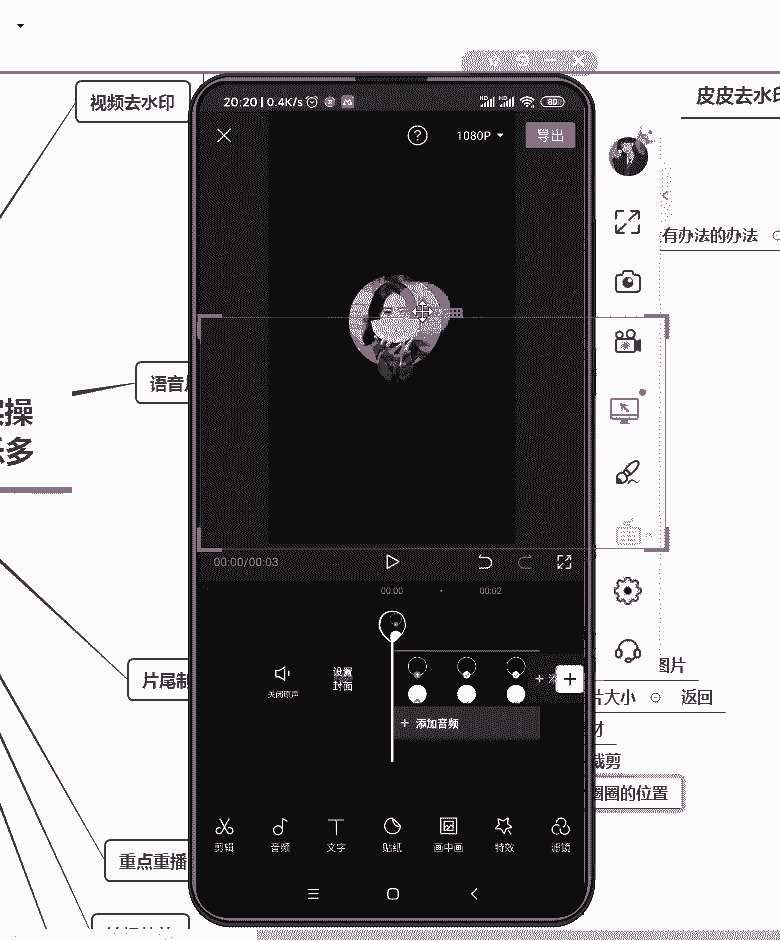 视频去水印
皮皮去水
20:20 | 0.4K/s
80
1080P
导出
有办法的办法
语音
实操
乐多
00:00/00:03
00:00
00:02
关闭原声
设置
封面
添加音频
图片
片大小
返回
材
裁剪
圈圈的位置
片尾制
重点重播
剪辑
音频
文字
贴纸
画中画
特效
滤镜